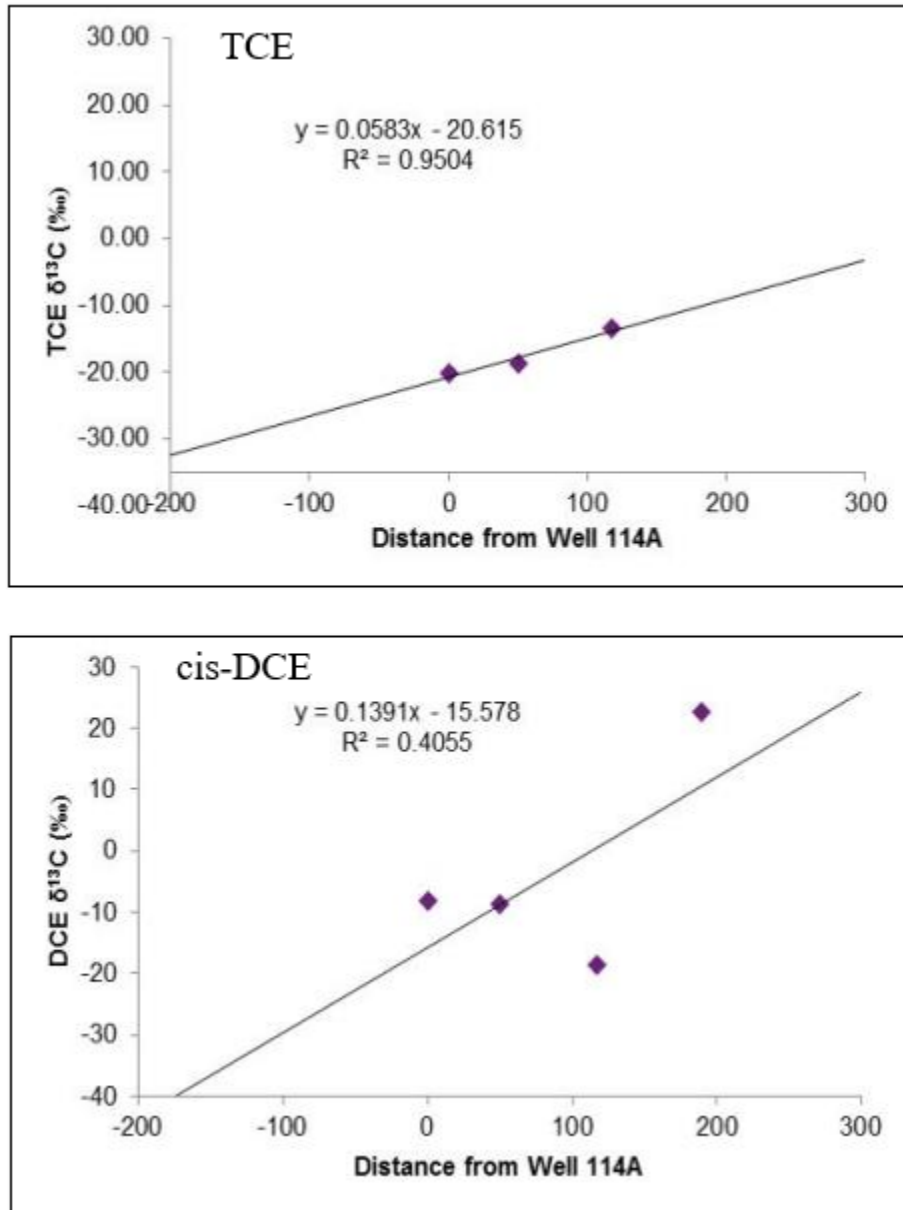 TCE
30.00
20.00
10.00
0.00
-10.00
-20.00
-30.00
-40.00
y = 0.0583x - 20.615
R² = 0.9504
TCE δ¹³C (‰)
-200 -100 0 100 200 300
Distance from Well 114A
cis-DCE
30
20
10
0
-10
-20
-30
-40
y = 0.1391x - 15.578
R² = 0.4055
DCE δ¹³C (‰)
-200 -100 0 100 200 300
Distance from Well 114A